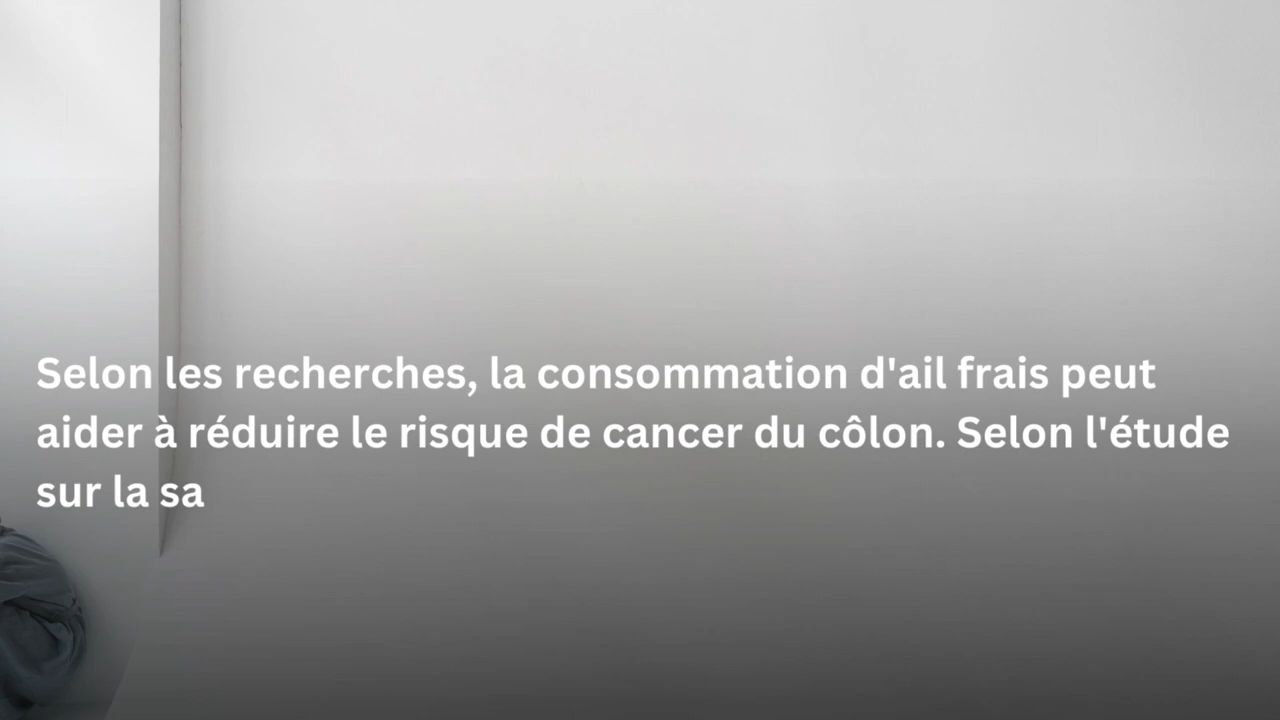 Selon les recherches, la consommation d'ail frais peut
aider à réduire le risque de cancer du côlon. Selon l'étude
sur la sa